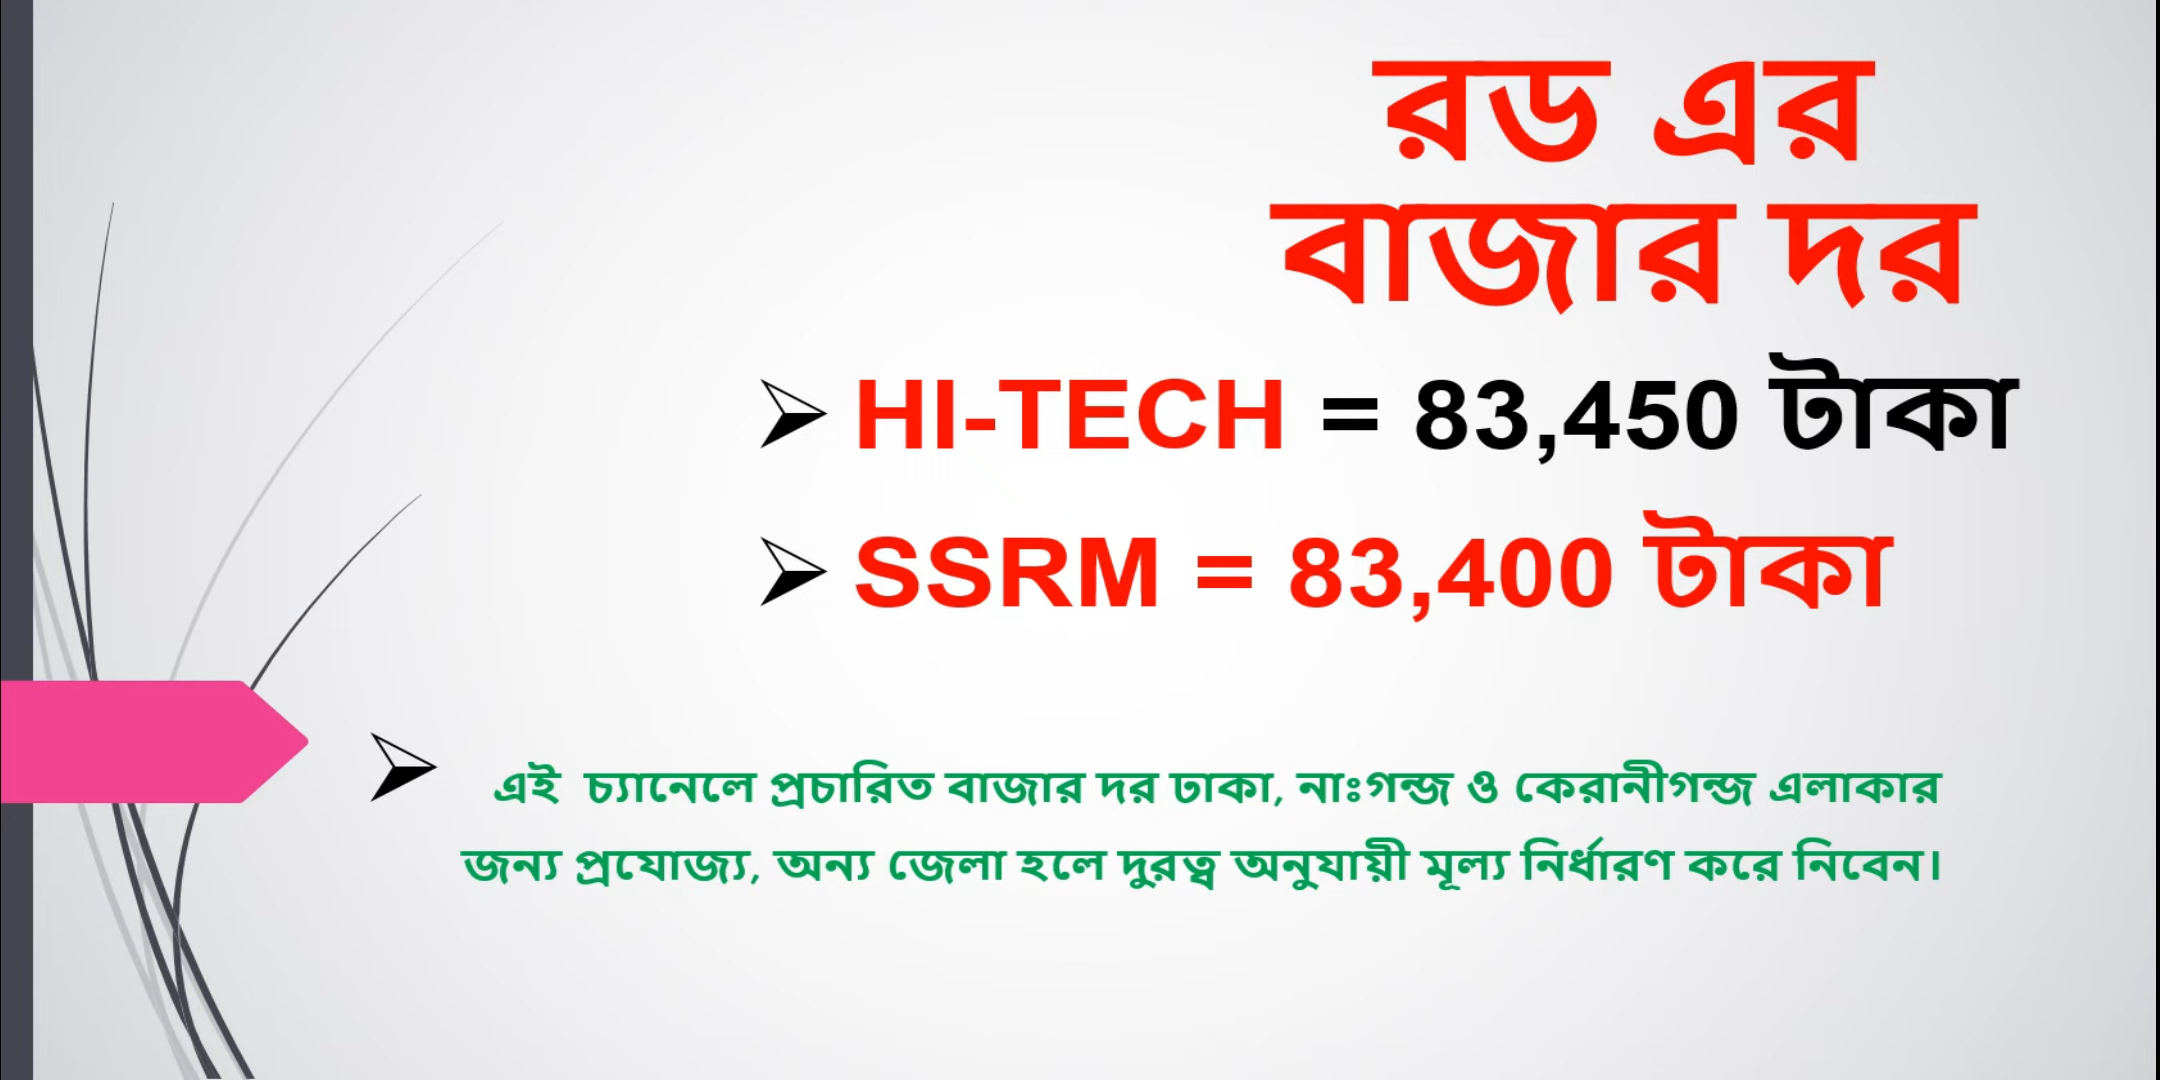 রড এর
বাজার দর
HI-TECH = 83,450 টাকা
SSRM = 83,400 টাকা
এই চ্যানেলে প্রচারিত বাজার দর ঢাকা, নাঃগন্জ ও কেরানীগন্জ এলাকার
জন্য প্রযোজ্য, অন্য জেলা হলে দুরত্ব অনুযায়ী মূল্য নির্ধারণ করে নিবেন।